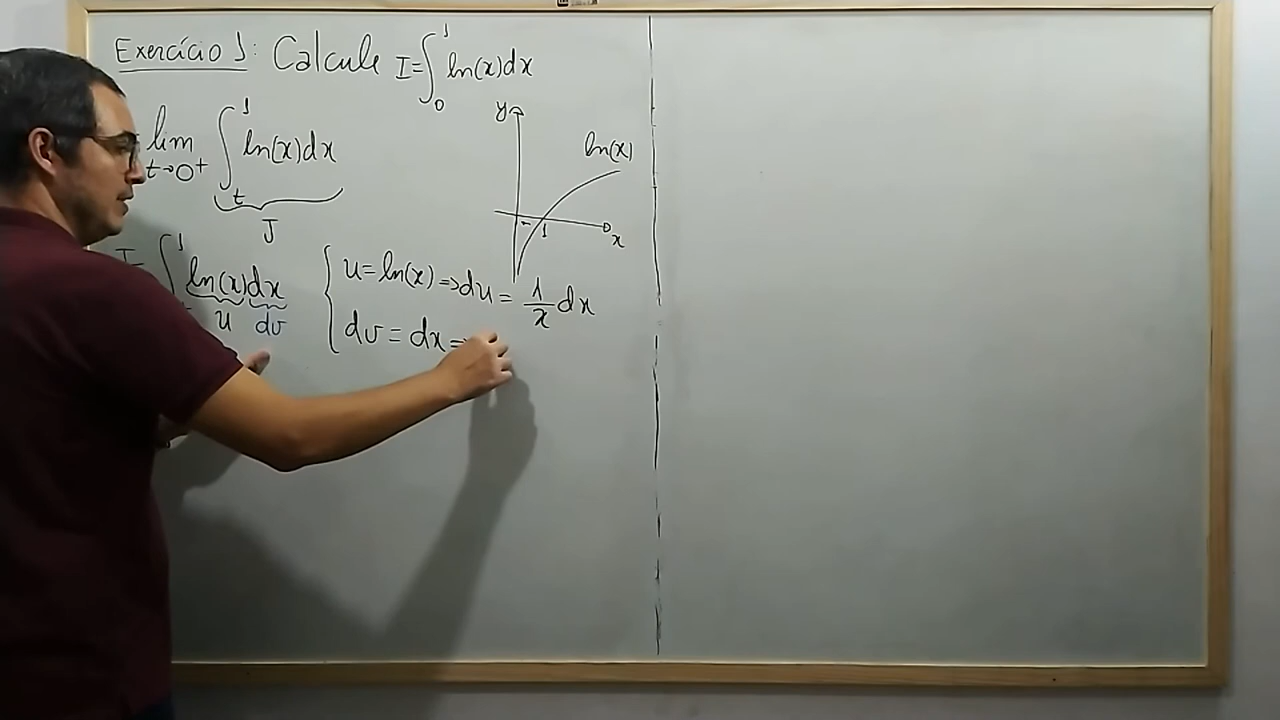 Exercício 1: Calcule I=∫₀¹ ln(x)dx
lim t→0⁺ ∫ₜ¹ ln(x)dx
J
y
ln(x)
1
x
∫ 1 ln(x)dx
u dv
u=ln(x)⇒du = 1/x dx
dv = dx ⇒